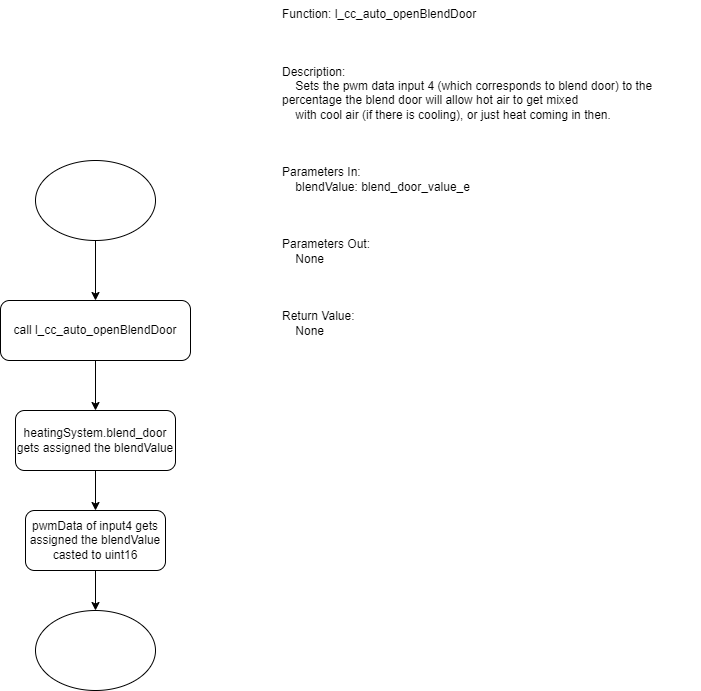 Function: l_cc_auto_openBlendDoor
Description:
Sets the pwm data input 4 (which corresponds to blend door) to the
percentage the blend door will allow hot air to get mixed
with cool air (if there is cooling), or just heat coming in then.
Parameters In:
blendValue: blend_door_value_e
Parameters Out:
None
Return Value:
None
call l_cc_auto_openBlendDoor
heatingSystem.blend_door
gets assigned the blendValue
pwmData of input4 gets
assigned the blendValue
casted to uint16